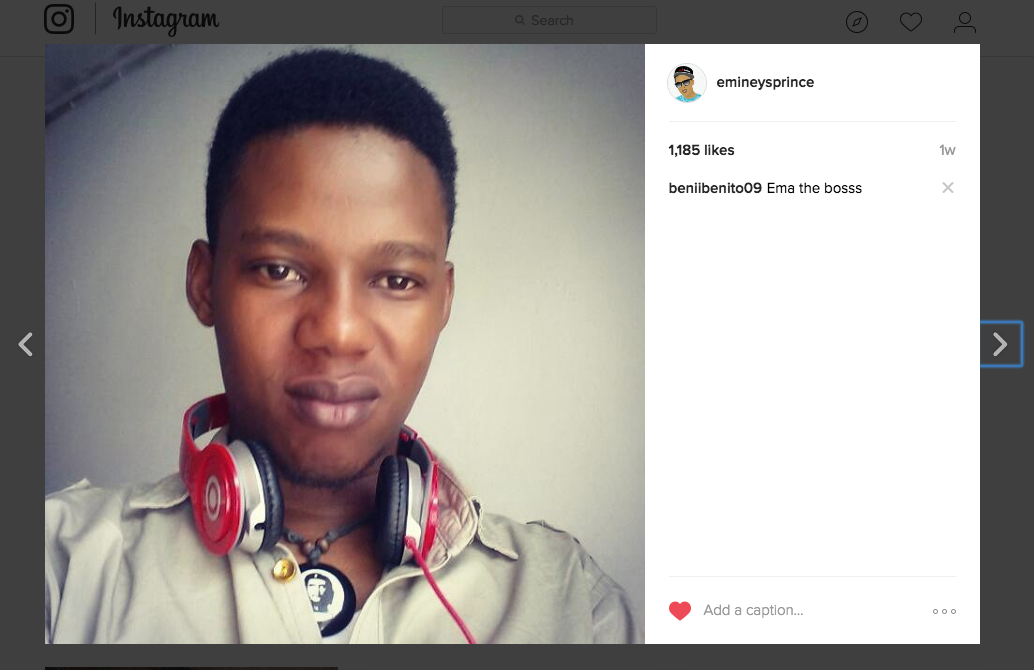 Instagram
Search
emineysprince
1,185 likes
1w
beniibenito09 Ema the bosss
Add a caption...